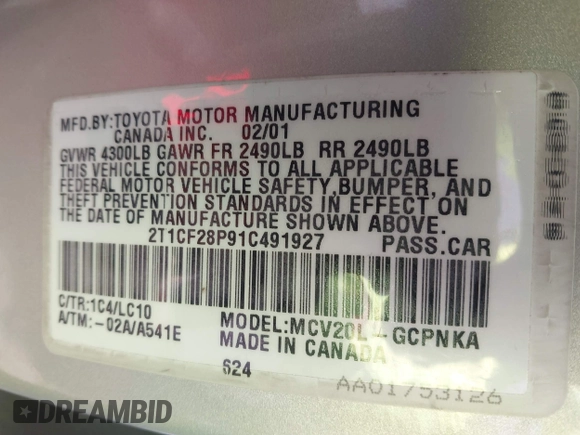 MFD.BY:TOYOTA MOTOR MANUFACTURING
CANADA INC. 02/01
GVWR 4300LB GAWR FR 2490LB RR 2490LB
THIS VEHICLE CONFORMS TO ALL APPLICABLE
FEDERAL MOTOR VEHICLE SAFETY,BUMPER, AND
THEFT PREVENTION STANDARDS IN EFFECT ON
THE DATE OF MANUFACTURE SHOWN ABOVE.
2T1CF28P91C491927 PASS.CAR
C/TR:1C4/LC10
A/TM:-02A/A541E
MODEL:MCV20L-GCPNKA
MADE IN CANADA
624
AA01753126
DREAMBID